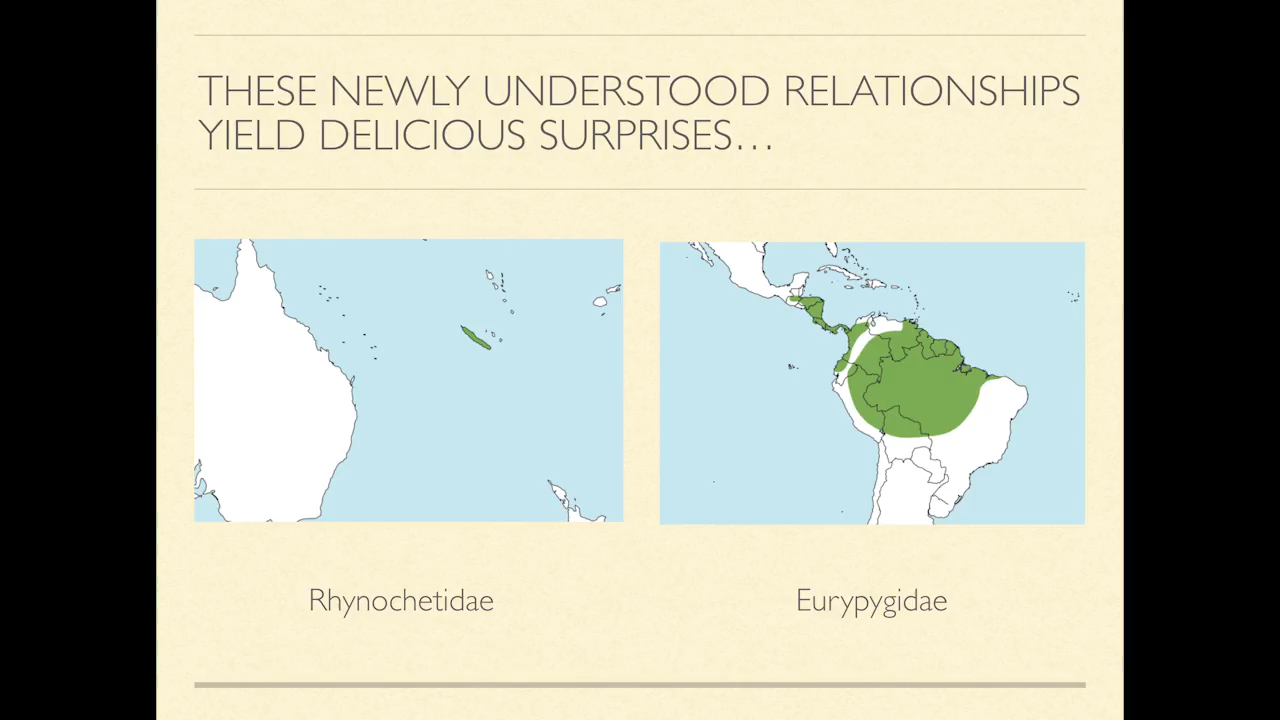 THESE NEWLY UNDERSTOOD RELATIONSHIPS
YIELD DELICIOUS SURPRISES…
Rhynochetidae
Eurypygidae